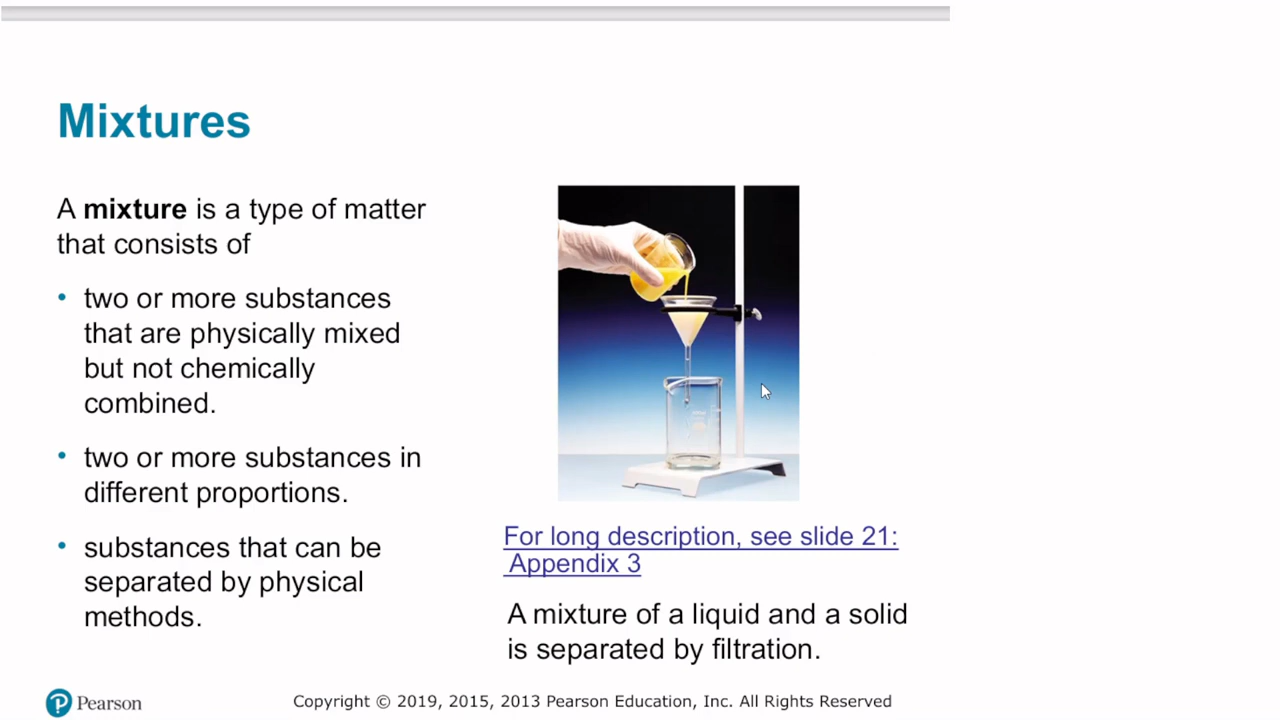 Mixtures
A mixture is a type of matter
that consists of
• two or more substances
that are physically mixed
but not chemically
combined.
• two or more substances in
different proportions.
• substances that can be
separated by physical
methods.
For long description, see slide 21:
Appendix 3
A mixture of a liquid and a solid
is separated by filtration.
P Pearson
Copyright © 2019, 2015, 2013 Pearson Education, Inc. All Rights Reserved